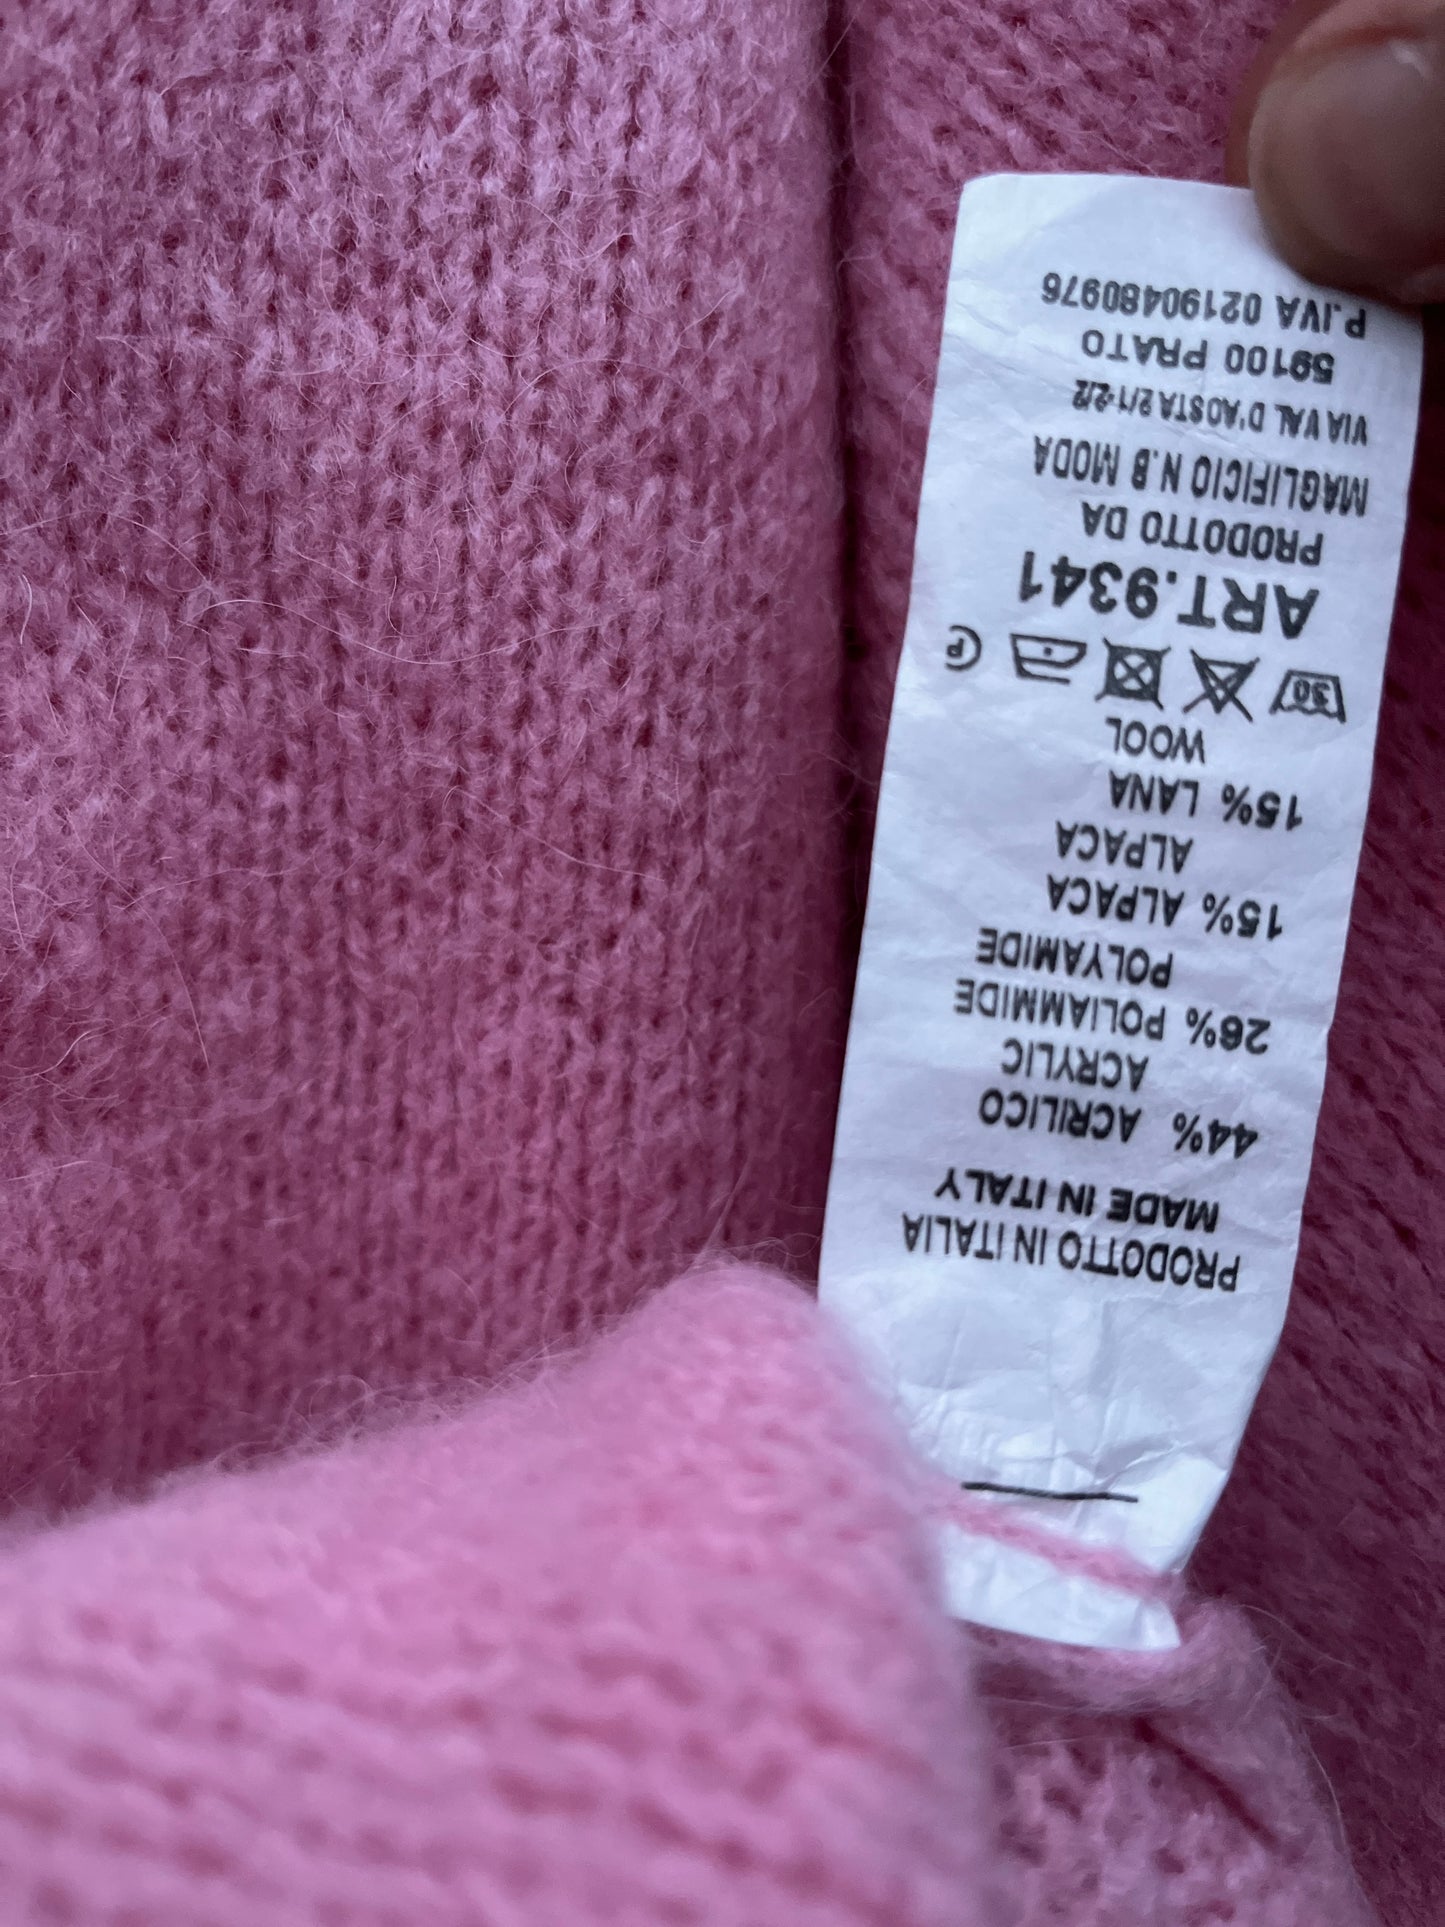 PRODOTTO IN ITALIA
MADE IN ITALY
44% ACRILICO
ACRYLIC
26% POLIAMMIDE
POLYAMIDE
15% ALPACA
ALPACA
15% LANA
WOOL
30 P
ART.9341
PRODOTTO DA
MAGLIFICIO N.B MODA
VIA VAL D'AOSTA 2/1-2/2
59100 PRATO
P.IVA 02190480976